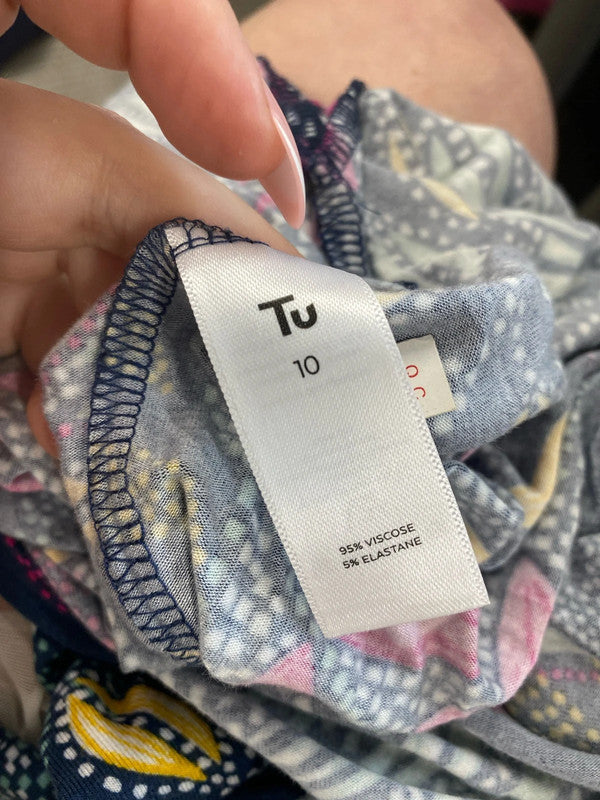 Tu
10
95% VISCOSE
5% ELASTANE